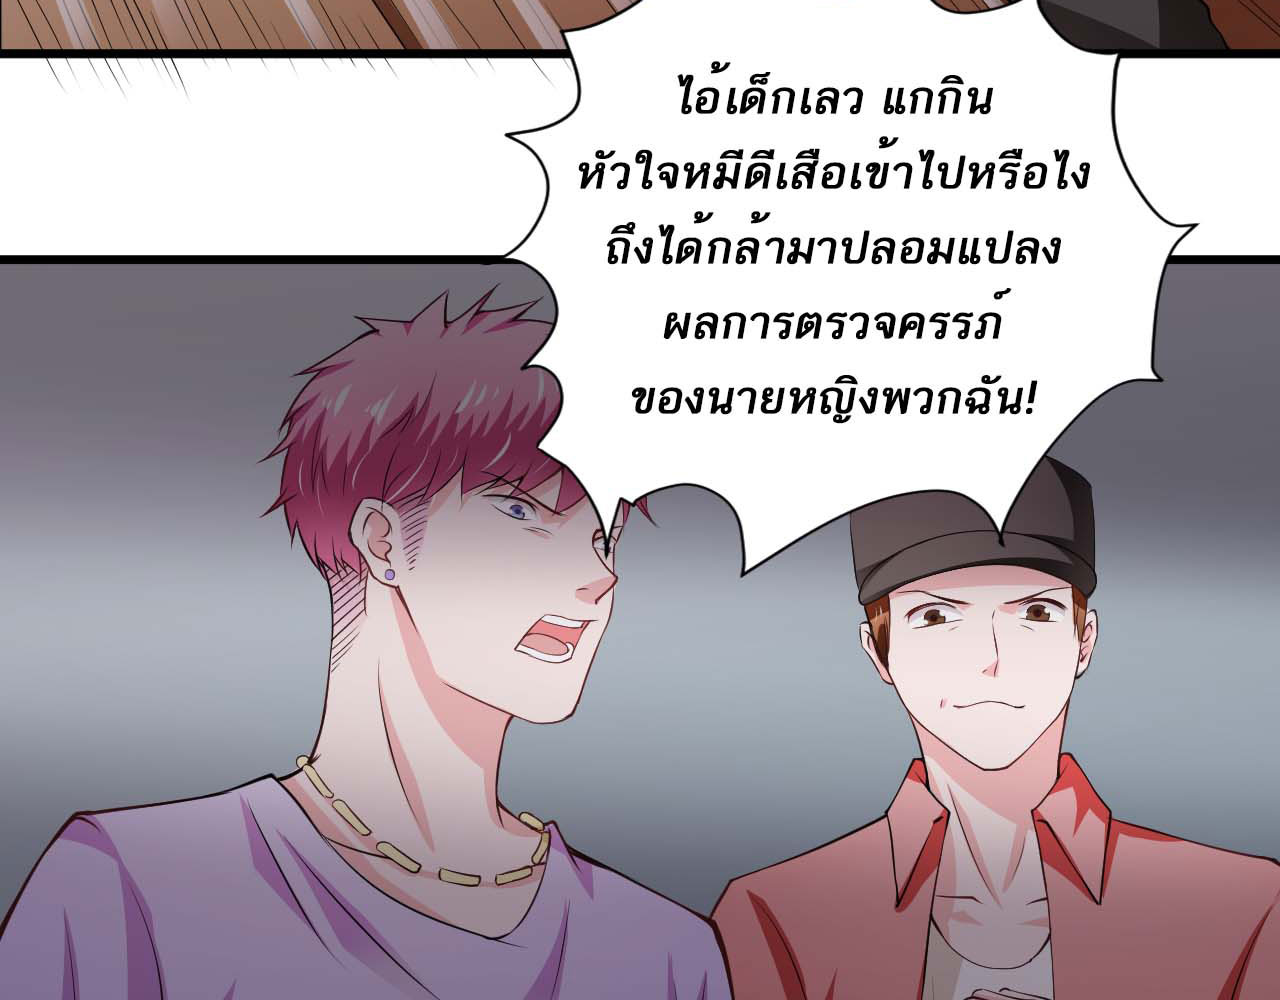 ไอ้เด็กเลว แกกิน
หัวใจหมีดีเสือเข้าไปหรือไง
ถึงได้กล้ามาปลอมแปลง
ผลการตรวจครรภ์
ของนายหญิงพวกฉัน!